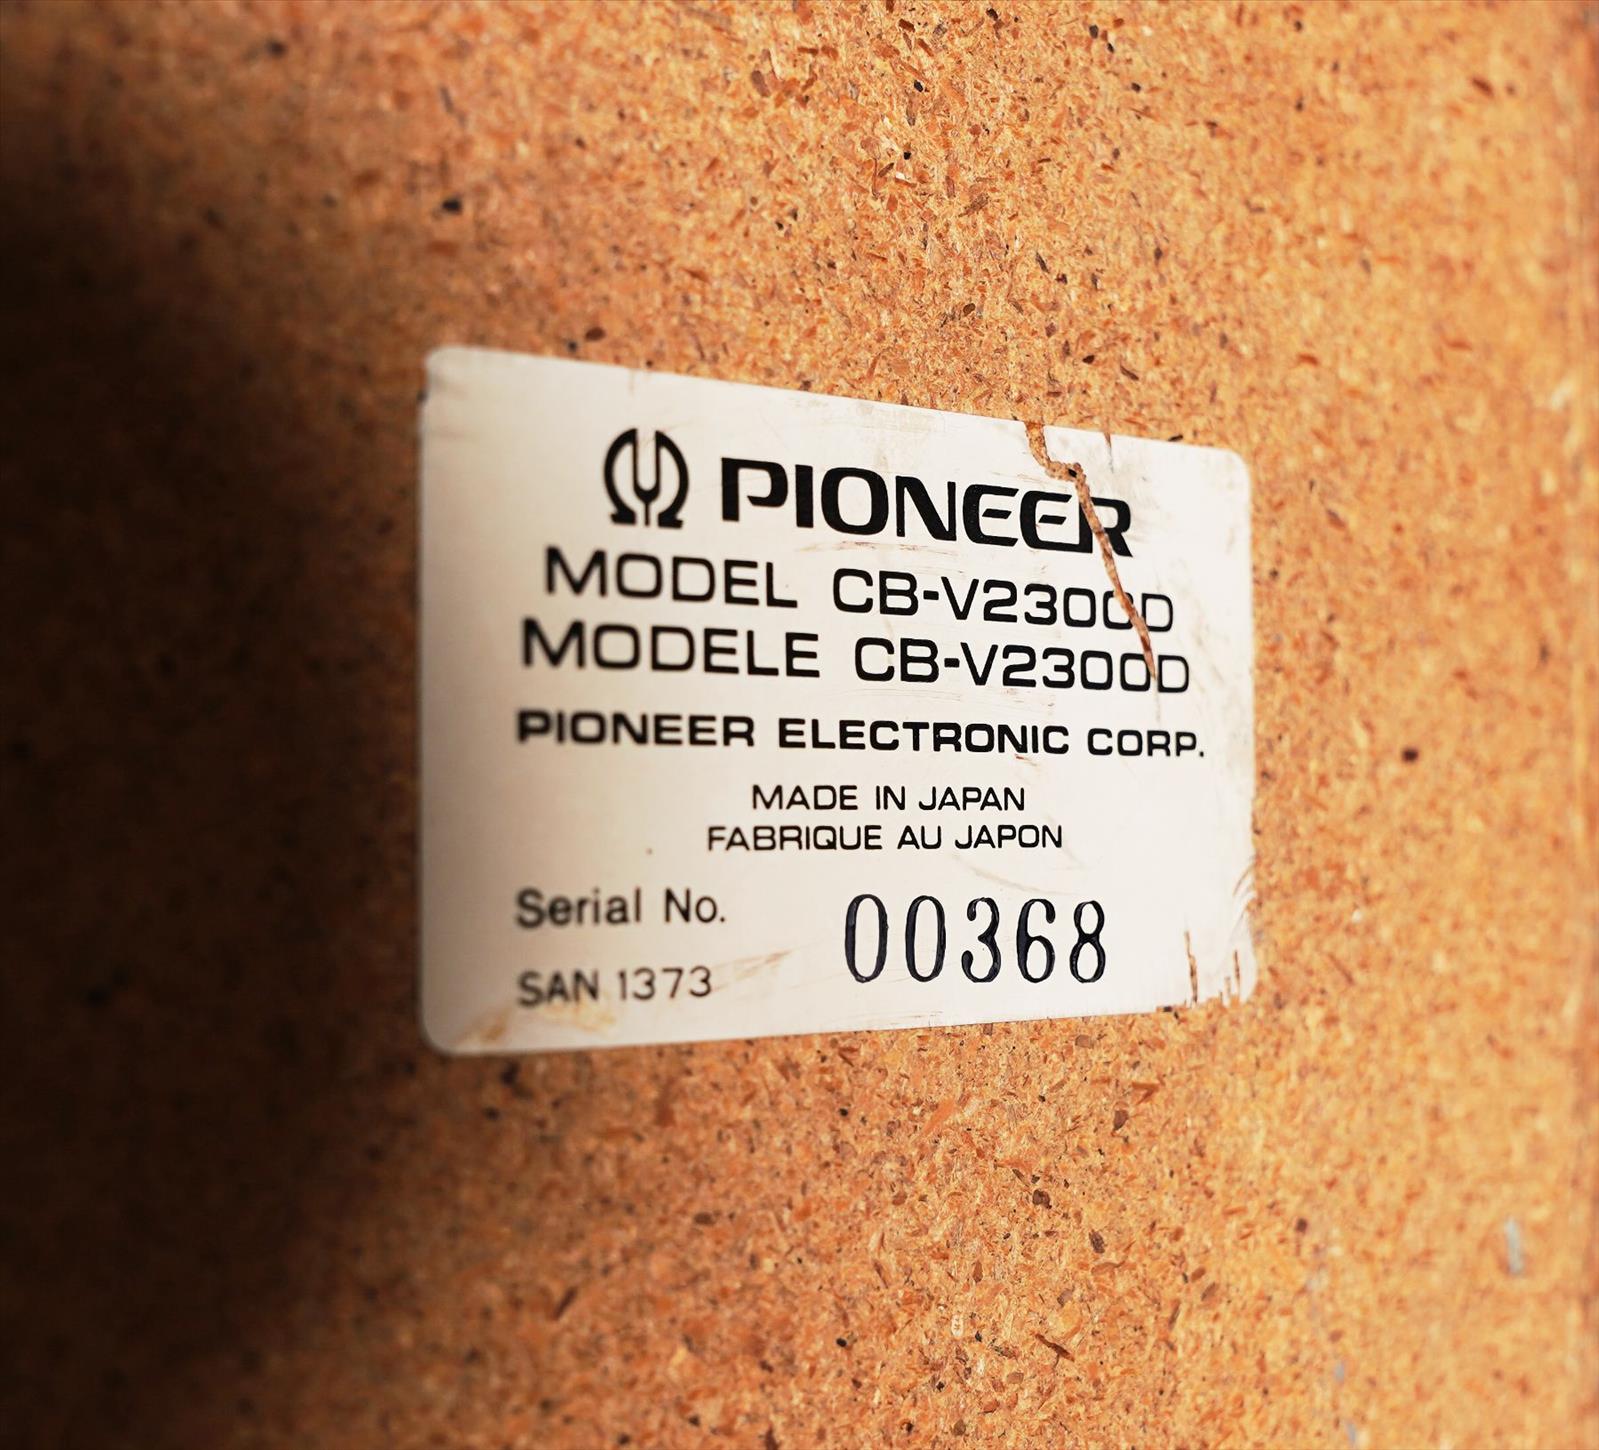 PIONEER
MODEL CB-V2300D
MODELE CB-V2300D
PIONEER ELECTRONIC CORP.
MADE IN JAPAN
FABRIQUE AU JAPON
Serial No. 00368
SAN 1373